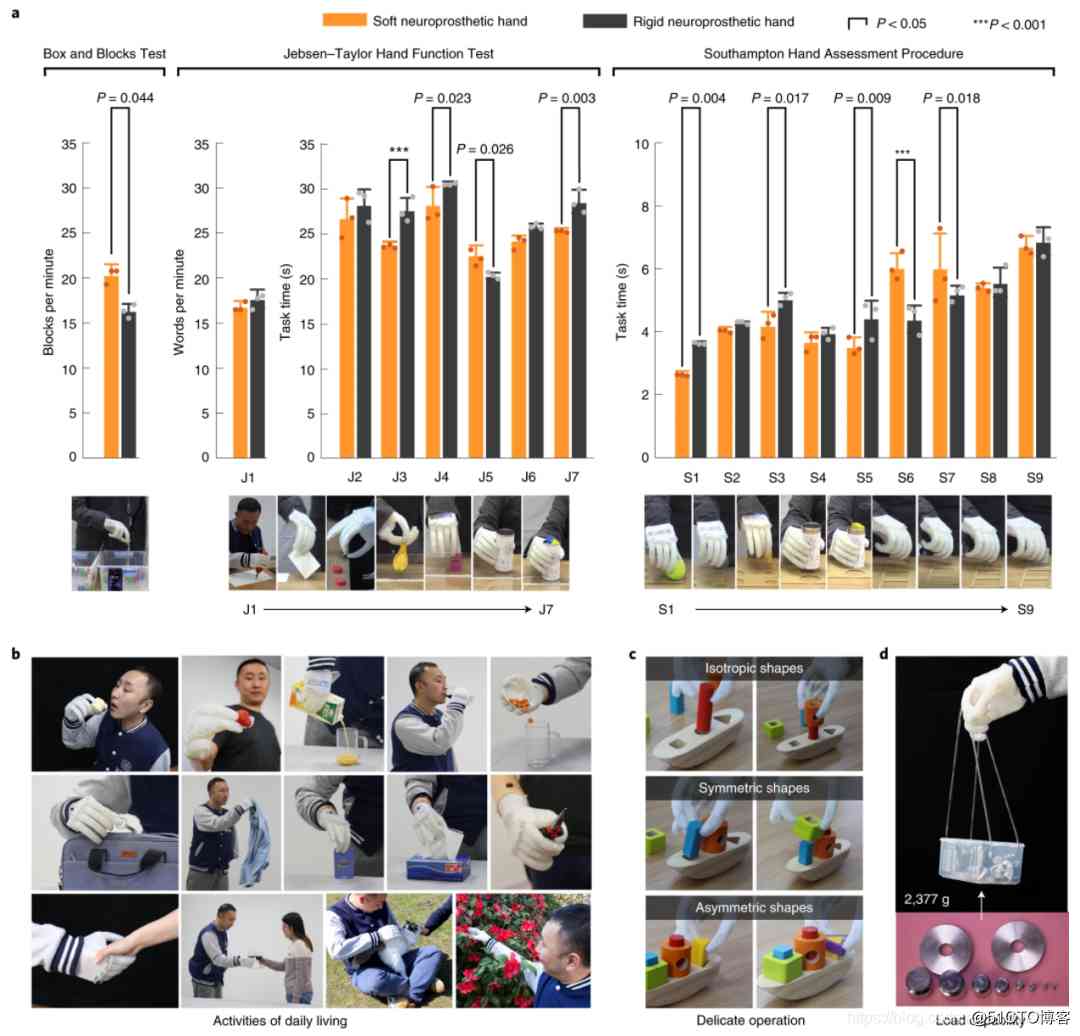 a
Soft neuroprosthetic hand
Rigid neuroprosthetic hand
P < 0.05
***P < 0.001
Box and Blocks Test
Jebsen–Taylor Hand Function Test
Southampton Hand Assessment Procedure
P = 0.044
P = 0.023
P = 0.003
P = 0.004
P = 0.017
P = 0.009
P = 0.018
***
P = 0.026
***
Blocks per minute
35
30
25
20
15
10
5
0
Words per minute
35
30
25
20
15
10
5
0
J1
Task time (s)
35
30
25
20
15
10
5
0
J2 J3 J4 J5 J6 J7
Task time (s)
10
8
6
4
2
0
S1 S2 S3 S4 S5 S6 S7 S8 S9
J1 J7
S1 S9
b
Activities of daily living
c
Isotropic shapes
Symmetric shapes
Asymmetric shapes
Delicate operation
d
2,377 g
Load
@51CTO博客